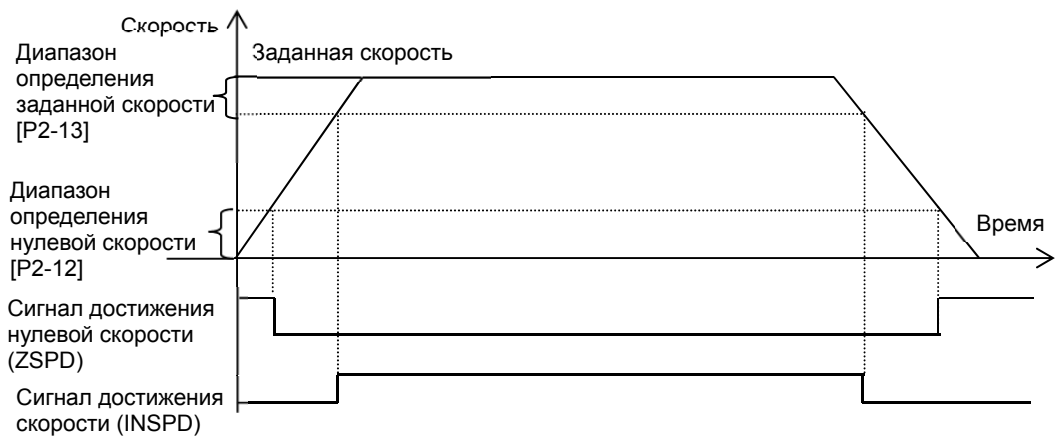 Скорость
Диапазон
определения
заданной скорости
[P2-13]
Заданная скорость
Диапазон
определения
нулевой скорости
[P2-12]
Время
Сигнал достижения
нулевой скорости
(ZSPD)
Сигнал достижения
скорости (INSPD)